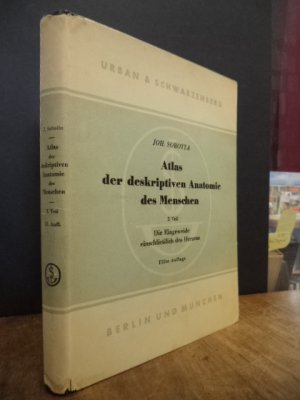 J. Sobotta
Atlas
der deskriptiven
Anatomie
des
Menschen
2. Teil
11. Aufl.
URBAN & SCHWARZENBERG
JOH. SOBOTTA
Atlas
der deskriptiven Anatomie
des Menschen
2. Teil
Die Eingeweide
einschließlich des Herzens
Elfte Auflage
BERLIN UND MÜNCHEN